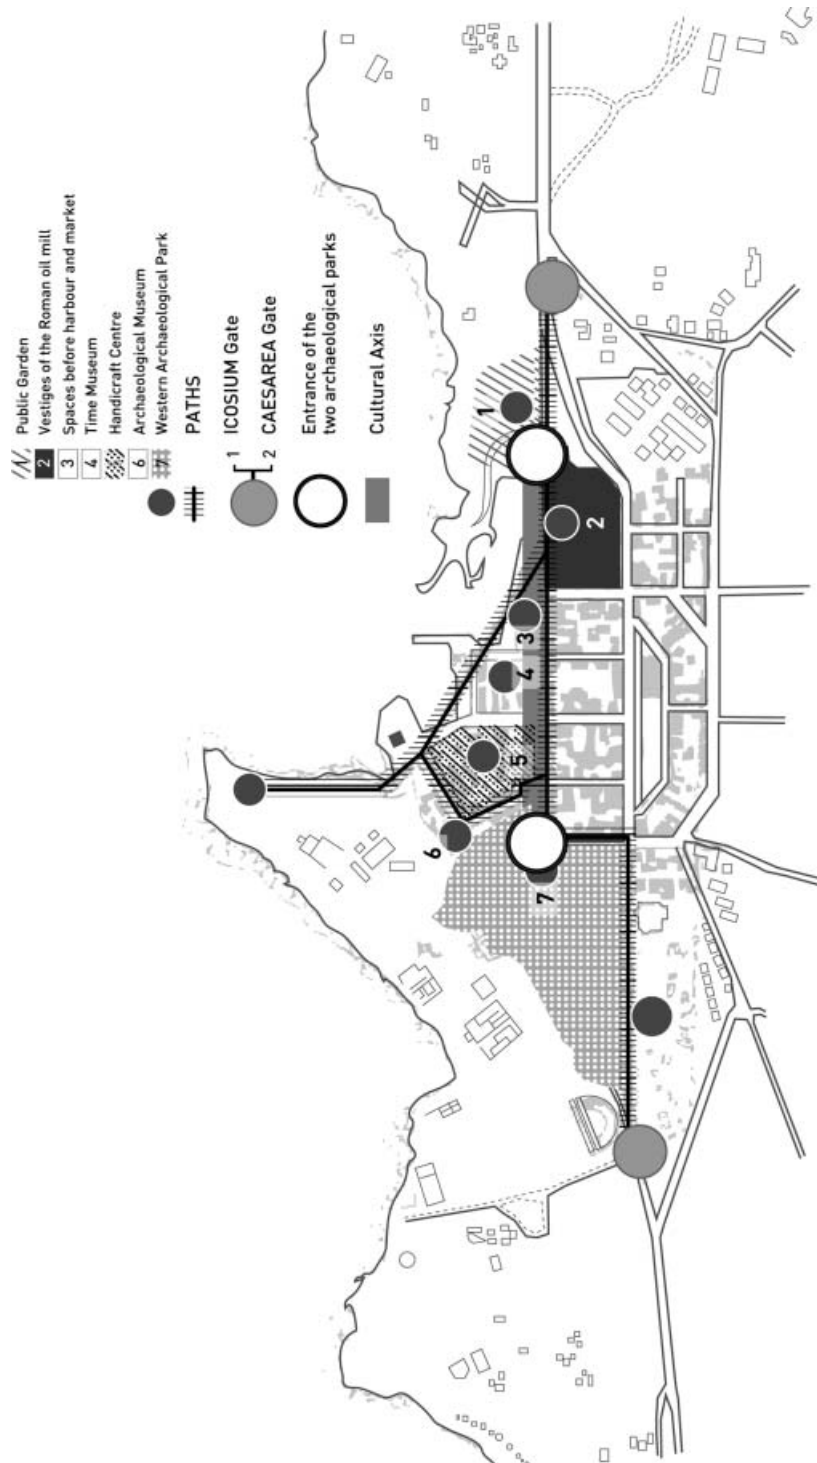 Public Garden
2 Vestiges of the Roman oil mill
3 Spaces before harbour and market
4 Time Museum
Handicraft Centre
6 Archaeological Museum
7 Western Archaeological Park
PATHS
1 ICOSIUM Gate
2 CAESAREA Gate
Entrance of the
two archaeological parks
Cultural Axis
1
2
3
4
5
6
7